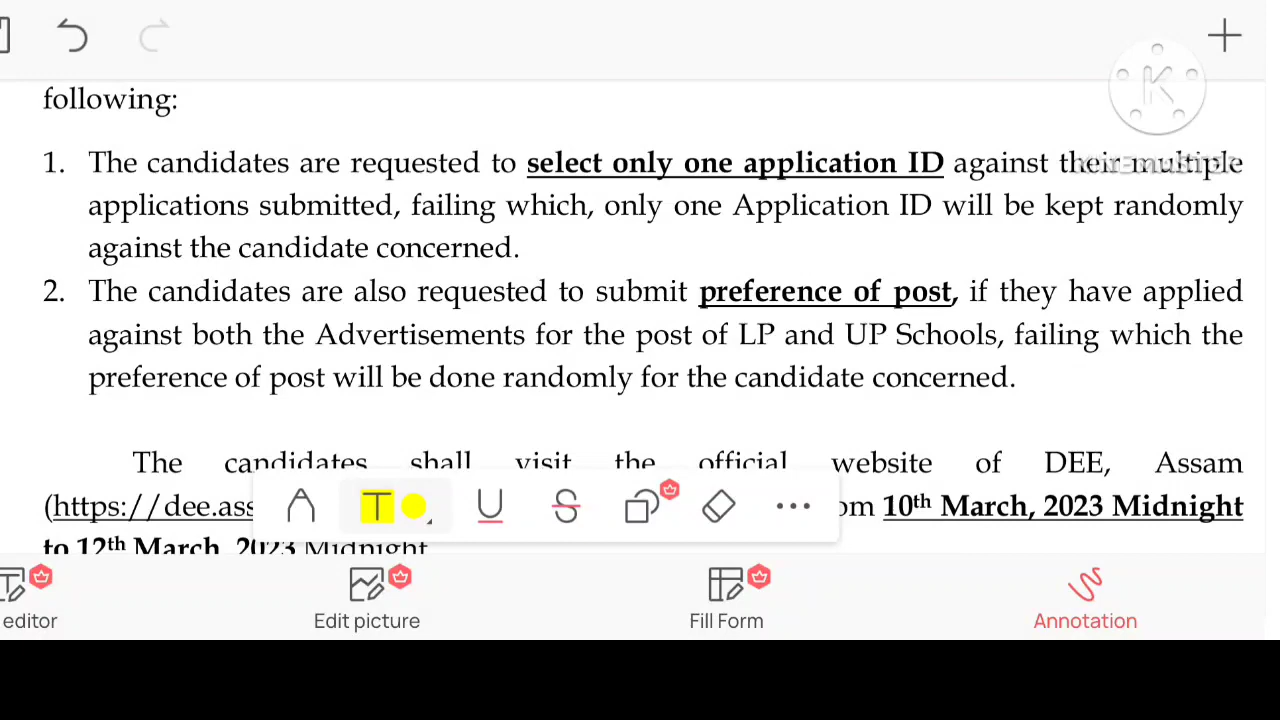 following:
1. The candidates are requested to select only one application ID against their multiple
applications submitted, failing which, only one Application ID will be kept randomly
against the candidate concerned.
2. The candidates are also requested to submit preference of post, if they have applied
against both the Advertisements for the post of LP and UP Schools, failing which the
preference of post will be done randomly for the candidate concerned.
The candidates shall visit the official website of DEE, Assam
(https://dee.ass om 10th March, 2023 Midnight
to 12th March, 2023 Midnight
editor Edit picture Fill Form Annotation
KINEMASTER